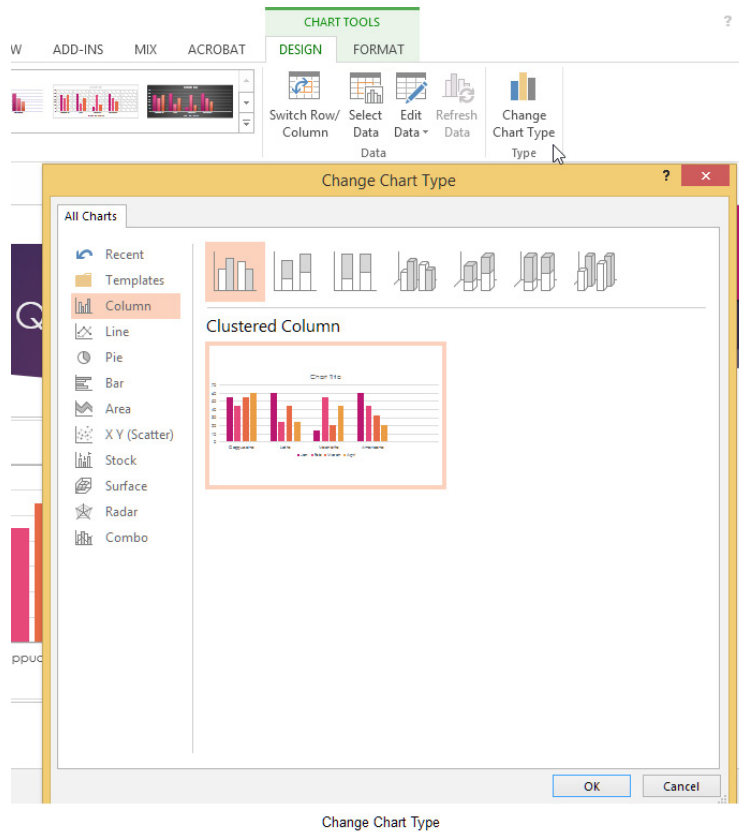 CHART TOOLS
?
W ADD-INS MIX ACROBAT DESIGN FORMAT
Switch Row/ Select Edit Refresh Change
Column Data Data Data Chart Type
Data Type
Change Chart Type ?
All Charts
Recent
Templates
Column
Line
Pie
Bar
Area
X Y (Scatter)
Stock
Surface
Radar
Combo
Q
Clustered Column
Chart Title
ppuc
OK Cancel
Change Chart Type